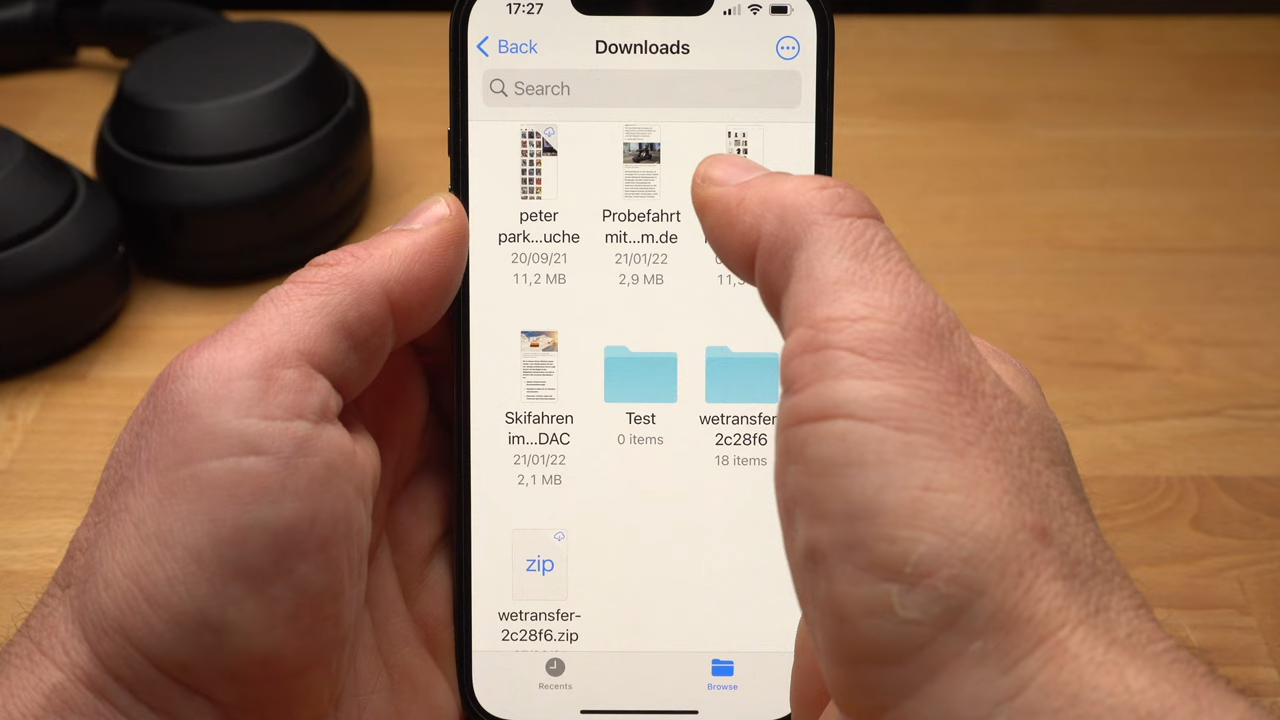 17:27
Back
Downloads
Search
peter
park...uche
20/09/21
11,2 MB
Probefahrt
mit...m.de
21/01/22
2,9 MB
11,
Skifahren
im...DAC
21/01/22
2,1 MB
Test
0 items
wetransfer
2c28f6
18 items
zip
wetransfer-
2c28f6.zip
Recents
Browse